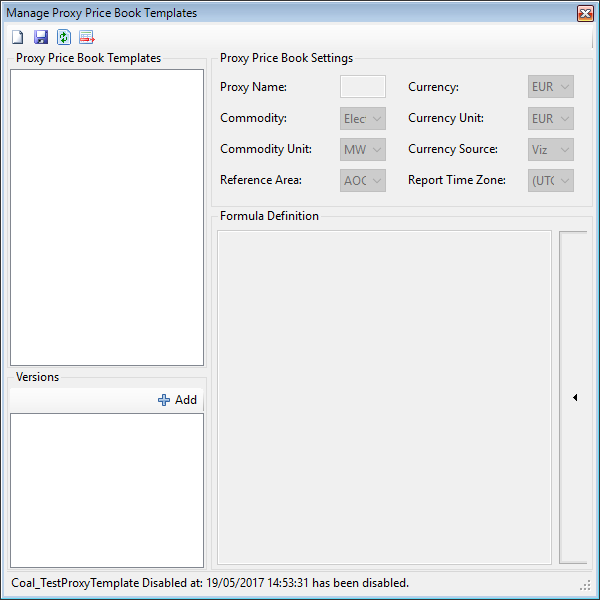 Manage Proxy Price Book Templates
Proxy Price Book Templates
Proxy Price Book Settings
Proxy Name:
Currency:
EUR
Commodity:
Elect
Currency Unit:
EUR
Commodity Unit:
MW
Currency Source:
Viz
Reference Area:
AOC
Report Time Zone:
(UTC
Formula Definition
Versions
Add
Coal_TestProxyTemplate Disabled at: 19/05/2017 14:53:31 has been disabled.